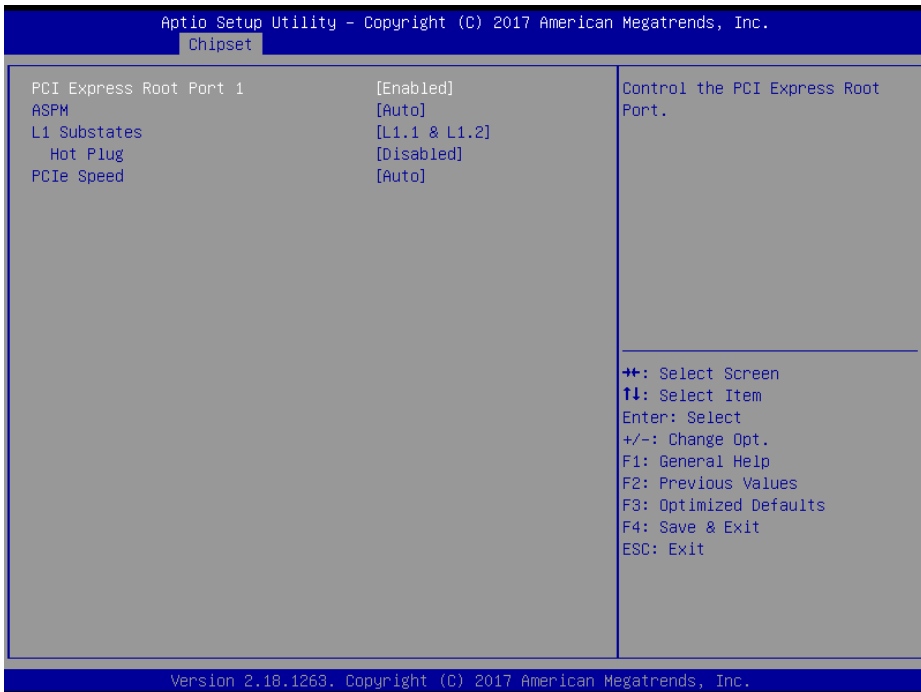 Aptio Setup Utility – Copyright (C) 2017 American Megatrends, Inc.
Chipset
PCI Express Root Port 1 [Enabled]
ASPM [Auto]
L1 Substates [L1.1 & L1.2]
Hot Plug [Disabled]
PCIe Speed [Auto]
Control the PCI Express Root
Port.
→←: Select Screen
↑↓: Select Item
Enter: Select
+/-: Change Opt.
F1: General Help
F2: Previous Values
F3: Optimized Defaults
F4: Save & Exit
ESC: Exit
Version 2.18.1263. Copyright (C) 2017 American Megatrends, Inc.